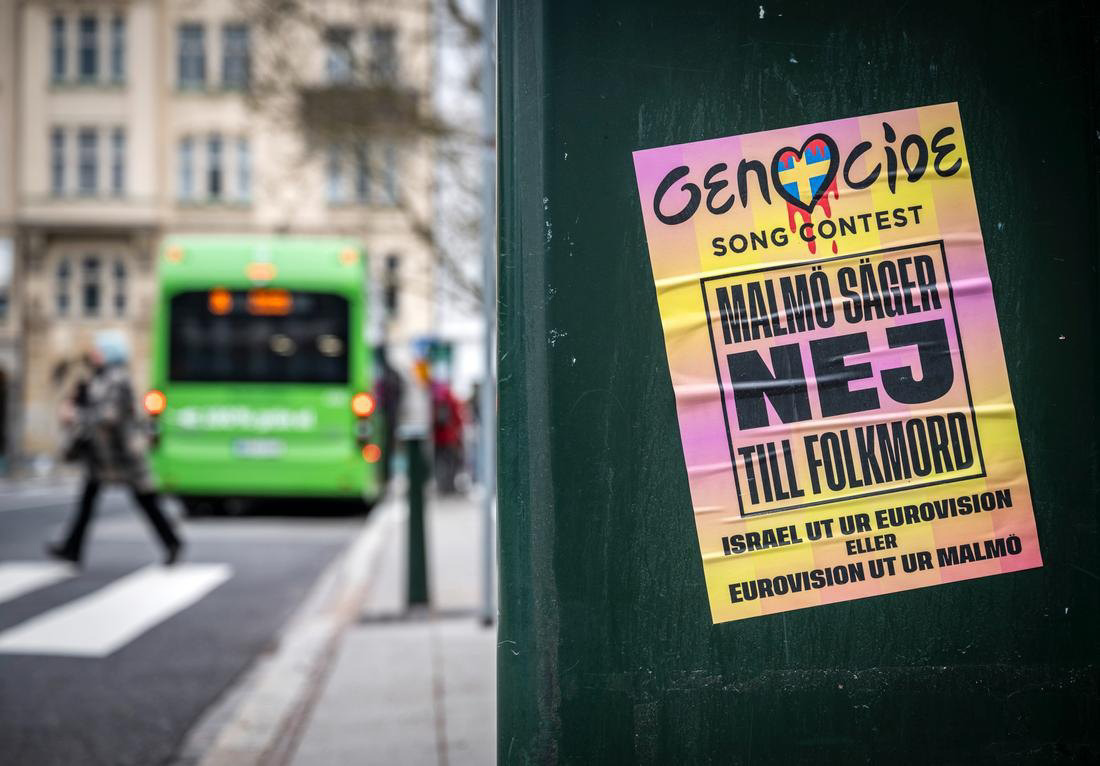 GENOCIDE
SONG CONTEST
MALMÖ SÄGER
NEJ
TILL FOLKMORD
ISRAEL UT UR EUROVISION
ELLER
EUROVISION UT UR MALMÖ